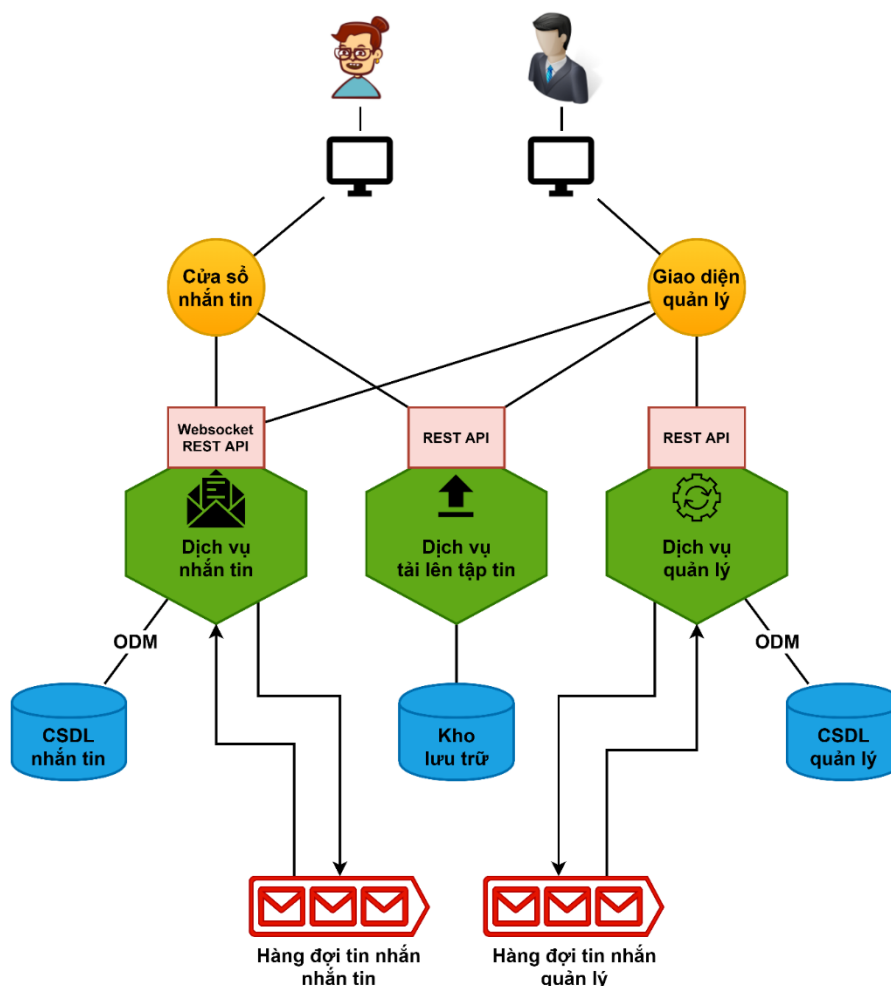 Cửa sổ
nhắn tin
Giao diện
quản lý
Websocket
REST API
REST API
REST API
Dịch vụ
nhắn tin
Dịch vụ
tải lên tập tin
Dịch vụ
quản lý
ODM
ODM
CSDL
nhắn tin
Kho
lưu trữ
CSDL
quản lý
Hàng đợi tin nhắn
nhắn tin
Hàng đợi tin nhắn
quản lý